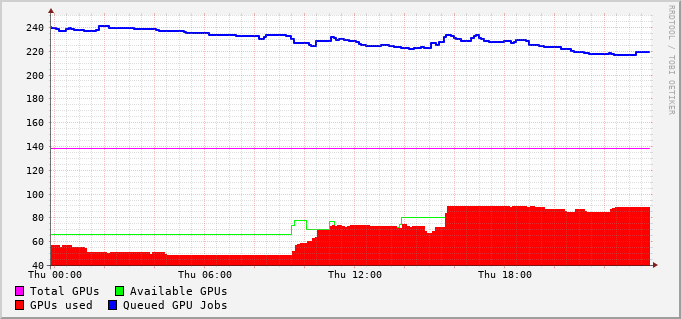 240
220
200
180
160
140
120
100
80
60
40
Thu 00:00 Thu 06:00 Thu 12:00 Thu 18:00
Total GPUs Available GPUs
GPUs used Queued GPU Jobs
RRDTOOL / TOBI OETIKER